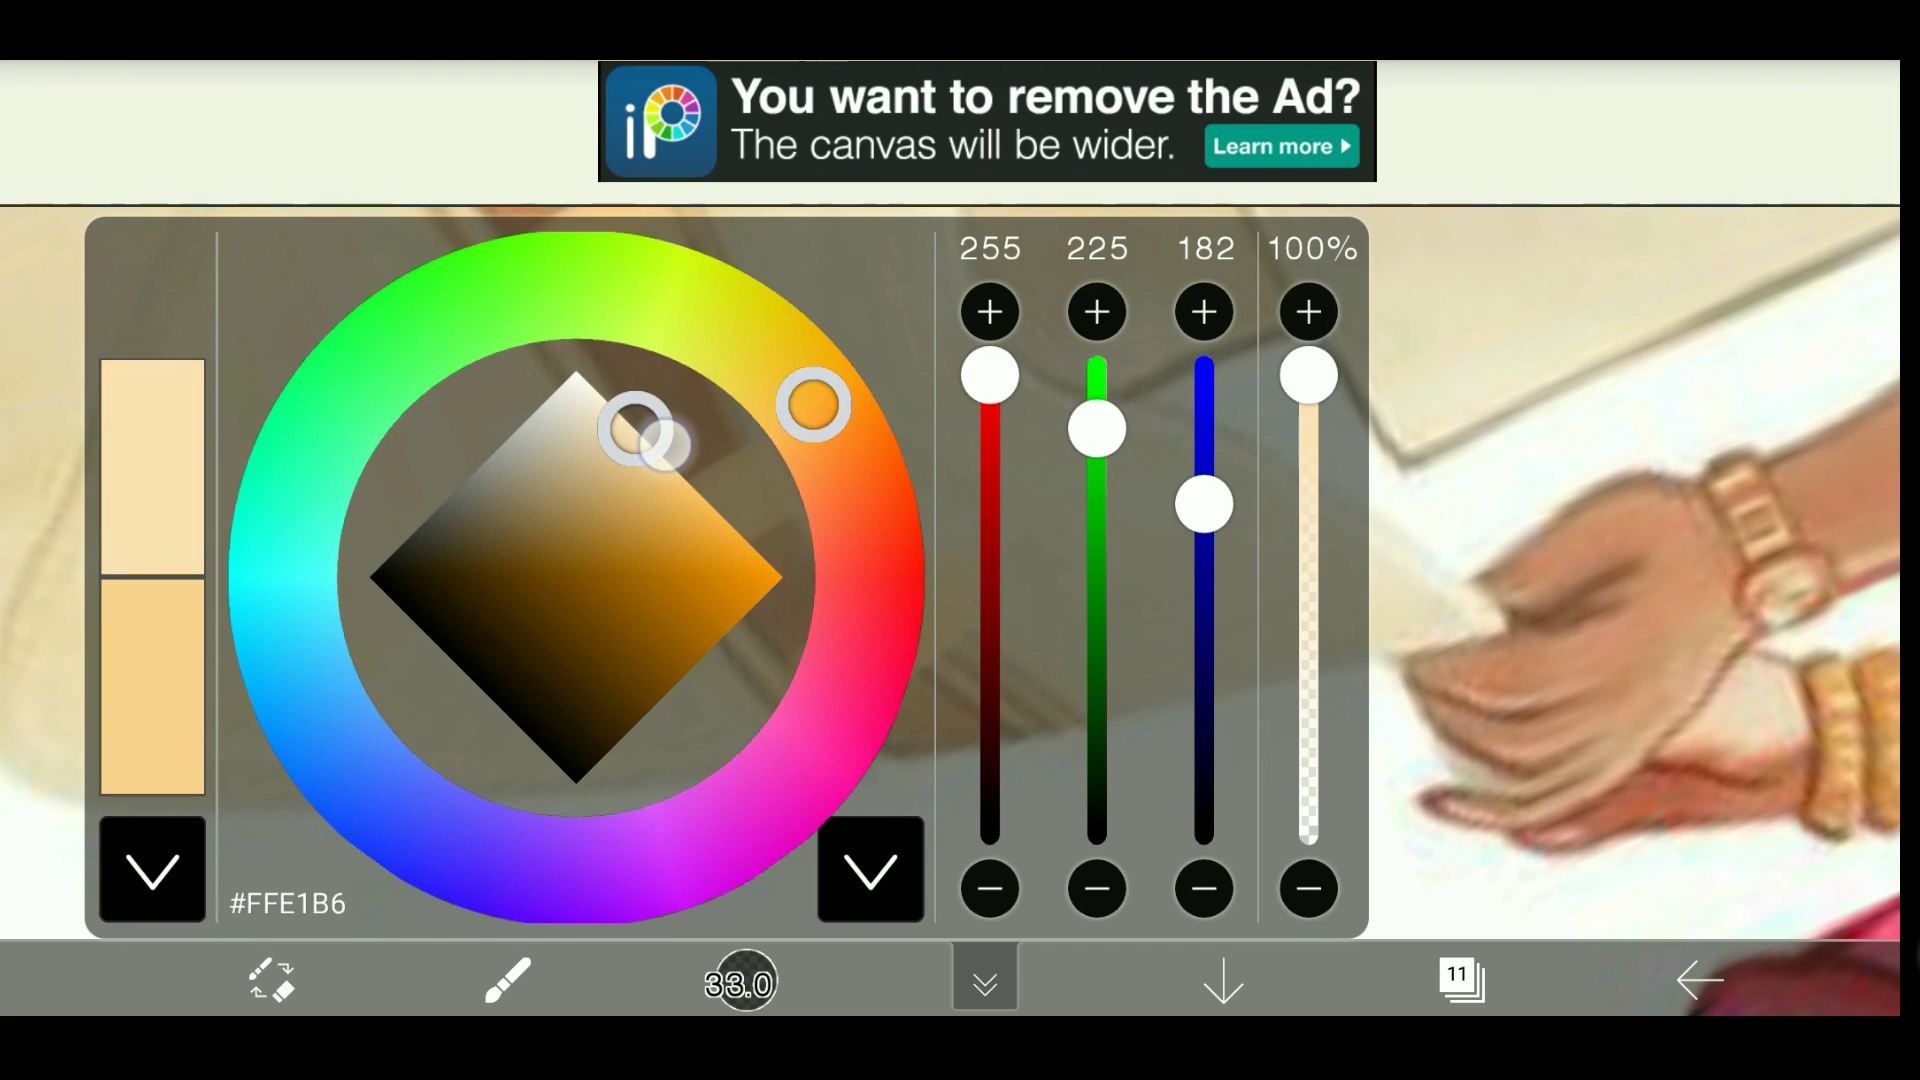 iP
You want to remove the Ad?
The canvas will be wider.
Learn more
255 225 182 100%
#FFE1B6
33.0
11